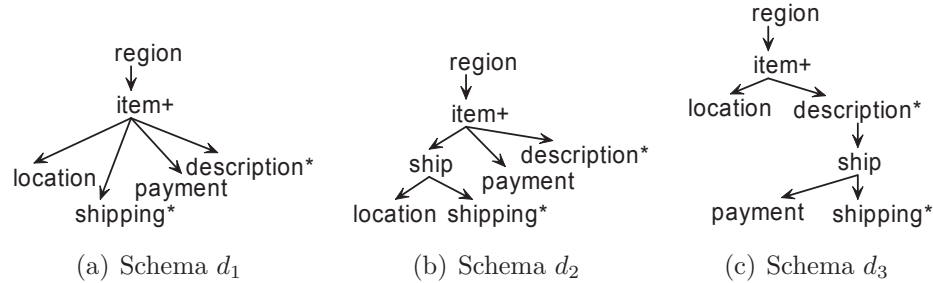 region
item+
location
shipping*
payment
description*
(a) Schema d1
region
item+
ship
location
shipping*
payment
description*
(b) Schema d2
region
item+
location
description*
ship
payment
shipping*
(c) Schema d3